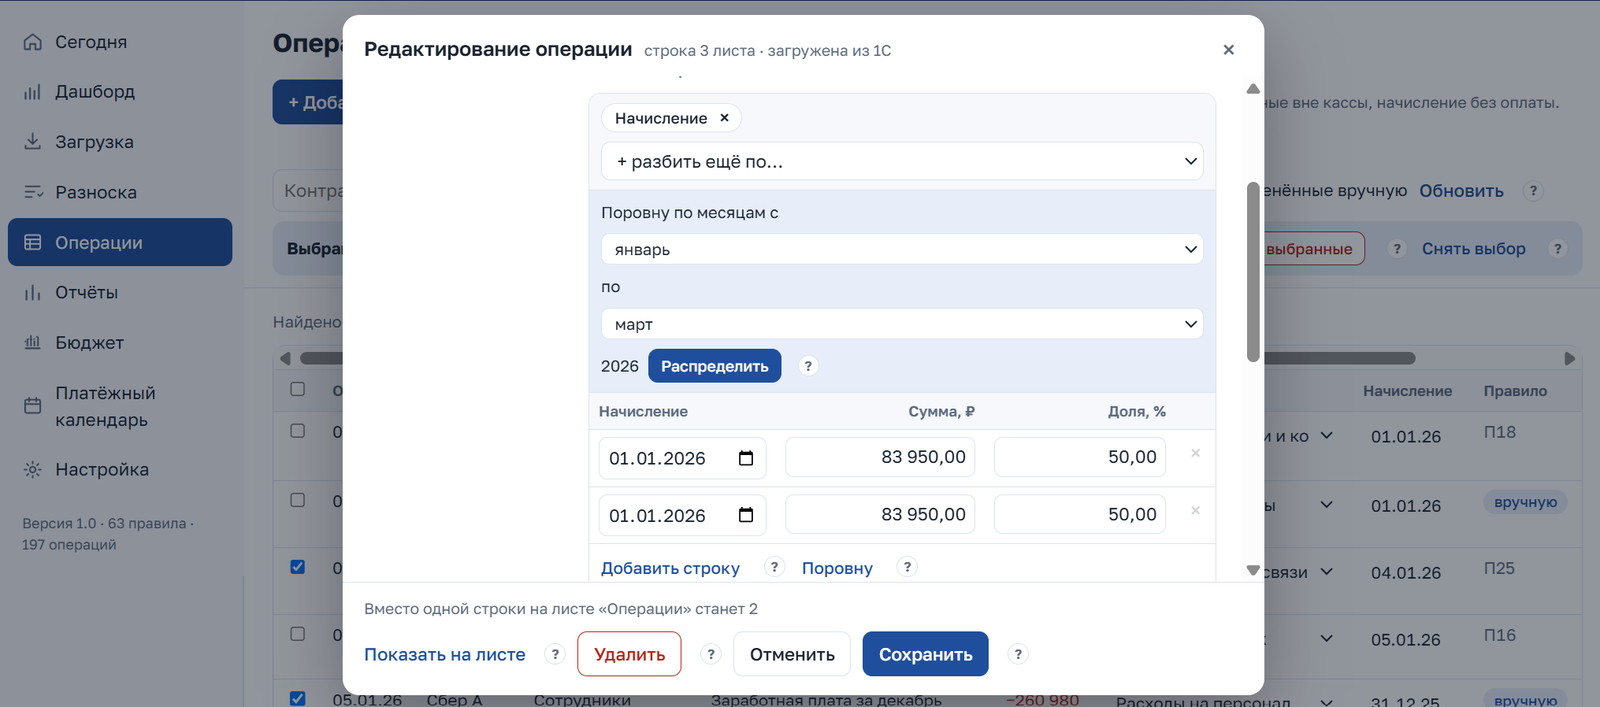 Сегодня
Дашборд
Загрузка
Разноска
Операции
Отчёты
Бюджет
Платёжный
календарь
Настройка
Версия 1.0 · 63 правила ·
197 операций
Редактирование операции строка 3 листа · загружена из 1С ×
Начисление ×
+ разбить ещё по...
Поровну по месяцам с
январь
по
март
2026 Распределить ?
Начисление Сумма, ₽ Доля, %
01.01.2026 83 950,00 50,00 ×
01.01.2026 83 950,00 50,00 ×
Добавить строку ? Поровну ?
Вместо одной строки на листе «Операции» станет 2
Показать на листе ? Удалить ? Отменить Сохранить ?
вне кассы, начисление без оплаты.
вручную Обновить ?
выбранные ? Снять выбор ?
Найдено
Начисление Правило
и ко 01.01.26 П18
01.01.26 вручную
связи 04.01.26 П25
05.01.26 П16
05.01.26 Сбер А Сотрудники Заработная плата за декабрь −260 980 Расходы на персонал 31.12.25 вручную